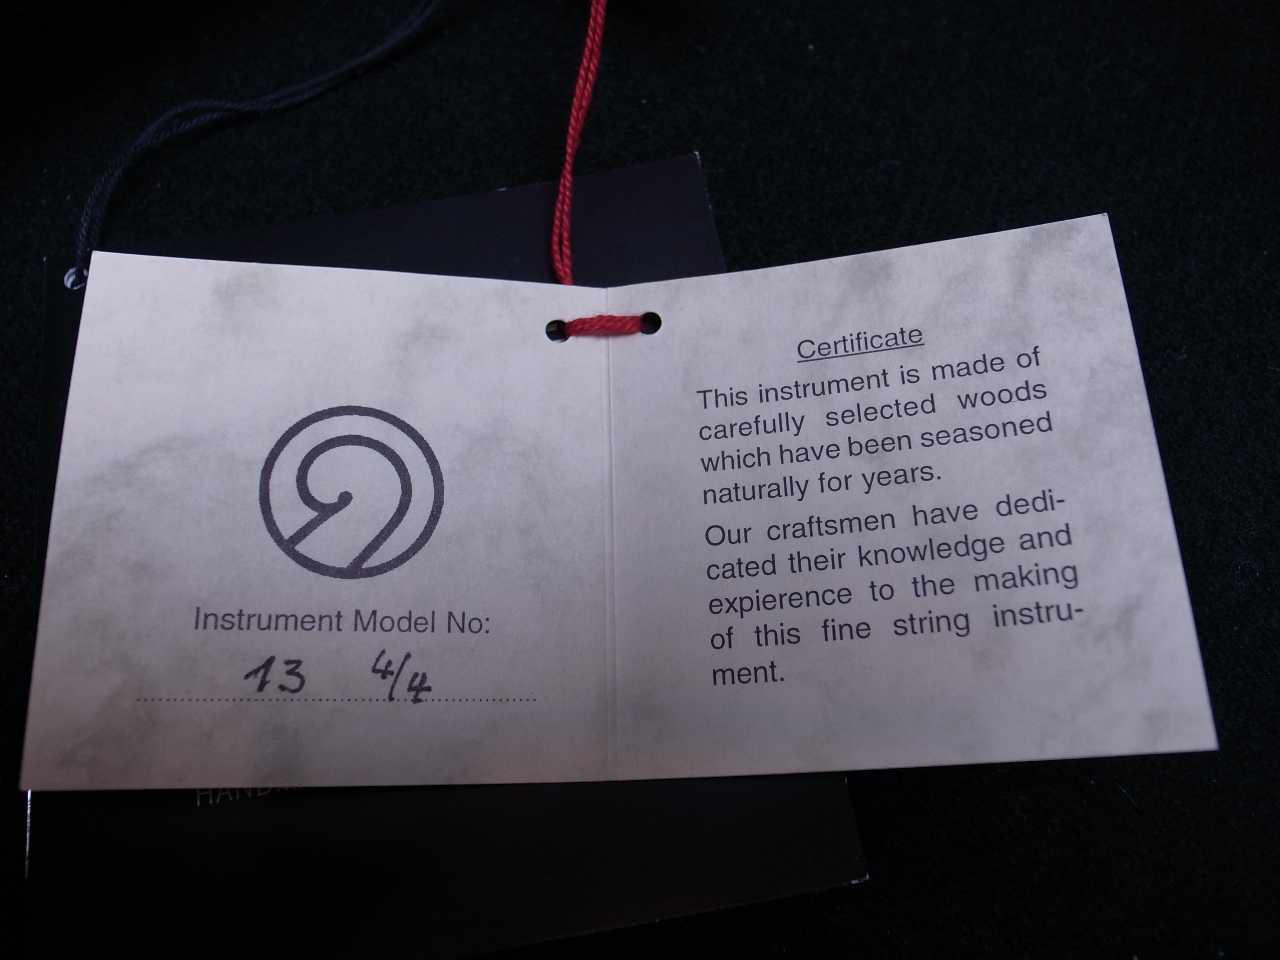 Instrument Model No:
13 4/4
Certificate
This instrument is made of
carefully selected woods
which have been seasoned
naturally for years.
Our craftsmen have dedi-
cated their knowledge and
expierence to the making
of this fine string instru-
ment.